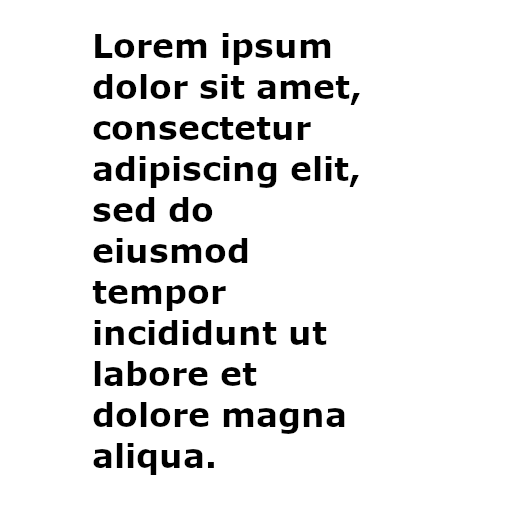 Lorem ipsum
dolor sit amet,
consectetur
adipiscing elit,
sed do
eiusmod
tempor
incididunt ut
labore et
dolore magna
aliqua.